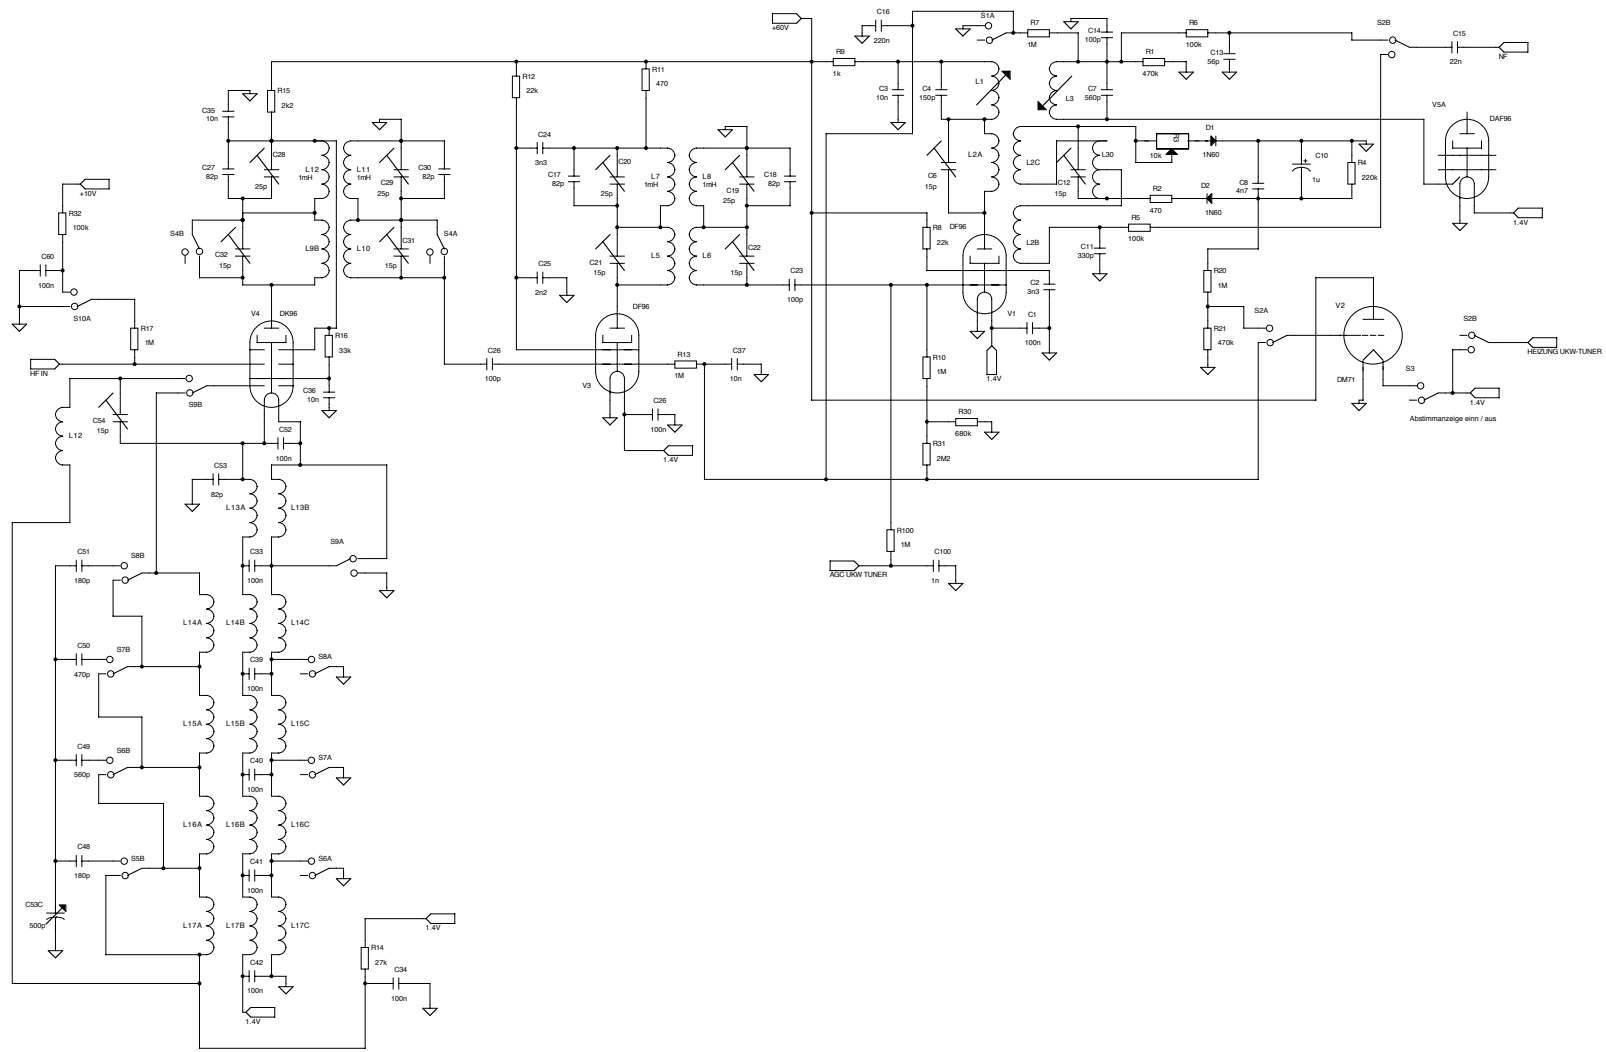 +60V
C16
220n
S1A
R7
1M
C14
100p
R6
100k
C13
56p
S2B
C15
22n
NF
R9
1k
C3
10n
C4
150p
L1
L3
C7
560p
R1
470k
R15
2k2
R12
22k
R11
470
C35
10n
C27
82p
C28
25p
L12
1mH
L11
1mH
C29
25p
C30
82p
C24
3n3
C17
82p
C20
25p
L7
1mH
L8
1mH
C19
25p
C18
82p
C6
15p
L2A
L2C
C12
15p
L30
R3
10k
D1
1N60
R2
470
D2
1N60
C8
4n7
C10
1u
R4
220k
V5A
DAF96
1.4V
+10V
R32
100k
C60
100n
S10A
R17
1M
S4B
C32
15p
L9B
L10
C31
15p
S4A
C25
2n2
C21
15p
L5
L6
C22
15p
C23
100p
R8
22k
DF96
L2B
C11
330p
R5
100k
C2
3n3
V1
C1
100n
1.4V
R20
1M
R21
470k
S2A
V2
DM71
S3
S2B
HEIZUNG UKW-TUNER
1.4V
Abstimmanzeige einn / aus
HF IN
V4
DK96
R16
33k
C36
10n
C26
100p
DF96
V3
C26
100n
1.4V
R13
1M
C37
10n
R10
1M
R30
680k
R31
2M2
L12
C54
15p
S9B
C52
100n
C53
82p
L13A
L13B
S9A
R100
1M
AGC UKW TUNER
C100
1n
C51
180p
S8B
C33
100n
L14A
L14B
L14C
C50
470p
S7B
C39
100n
S8A
L15A
L15B
L15C
C49
560p
S6B
C40
100n
S7A
L16A
L16B
L16C
C48
180p
S5B
C41
100n
S6A
C53C
500p
L17A
L17B
L17C
1.4V
R14
27k
C42
100n
C34
100n
1.4V